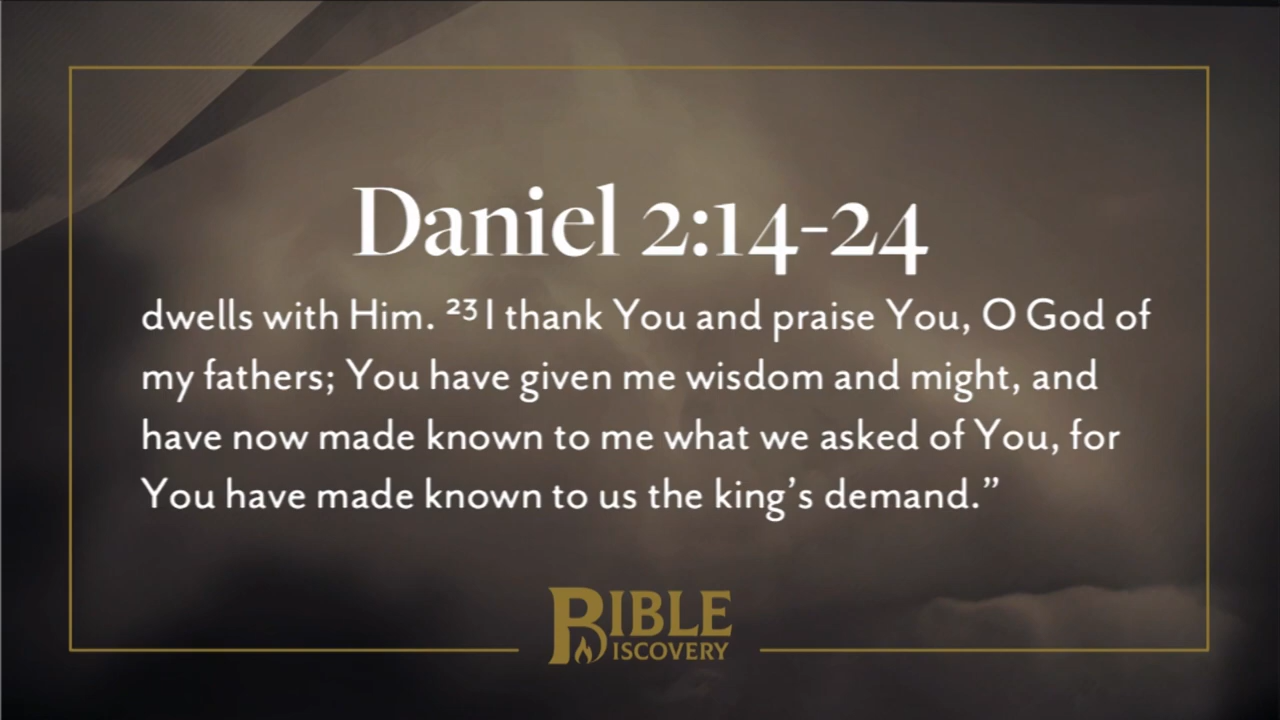 Daniel 2:14-24
dwells with Him. ²³ I thank You and praise You, O God of
my fathers; You have given me wisdom and might, and
have now made known to me what we asked of You, for
You have made known to us the king’s demand.”
BIBLE
DISCOVERY